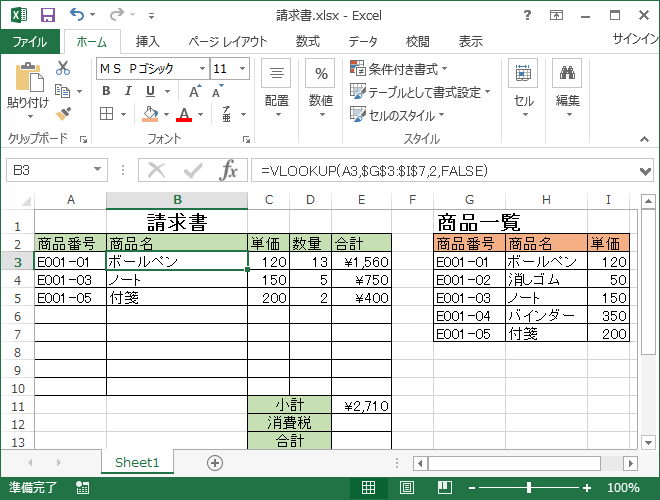 請求書.xlsx - Excel
ファイル ホーム 挿入 ページ レイアウト 数式 データ 校閲 表示 サインイン
貼り付け
クリップボード
ＭＳ Ｐゴシック 11
B I U A A
A ア亜
フォント
配置
%
数値
条件付き書式
テーブルとして書式設定
セルのスタイル
スタイル
セル
編集
B3 fx =VLOOKUP(A3,$G$3:$I$7,2,FALSE)
A B C D E F G H I
1 請求書 商品一覧
2 商品番号 商品名 単価 数量 合計 商品番号 商品名 単価
3 E001-01 ボールペン 120 13 ¥1,560 E001-01 ボールペン 120
4 E001-03 ノート 150 5 ¥750 E001-02 消しゴム 50
5 E001-05 付箋 200 2 ¥400 E001-03 ノート 150
6 E001-04 バインダー 350
7 E001-05 付箋 200
8
9
10
11 小計 ¥2,710
12 消費税
13 合計
Sheet1
準備完了 100%